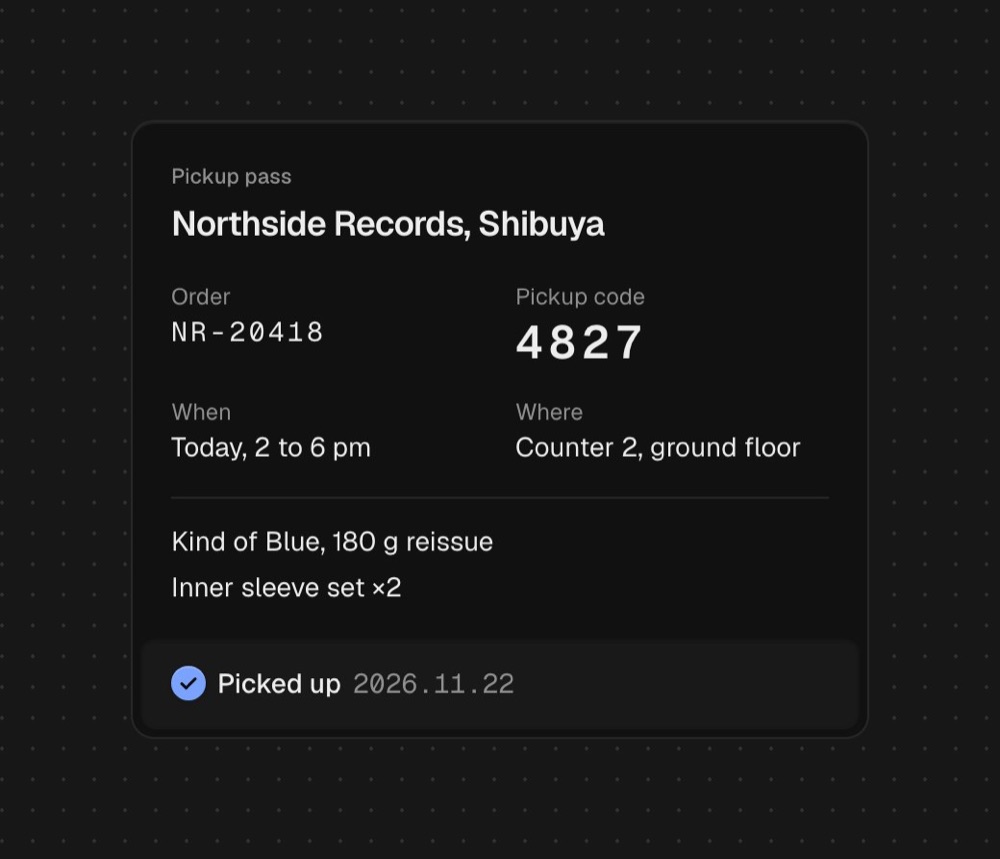 Pickup pass
Northside Records, Shibuya
Order
NR-20418
Pickup code
4827
When
Today, 2 to 6 pm
Where
Counter 2, ground floor
Kind of Blue, 180 g reissue
Inner sleeve set ×2
Picked up 2026.11.22